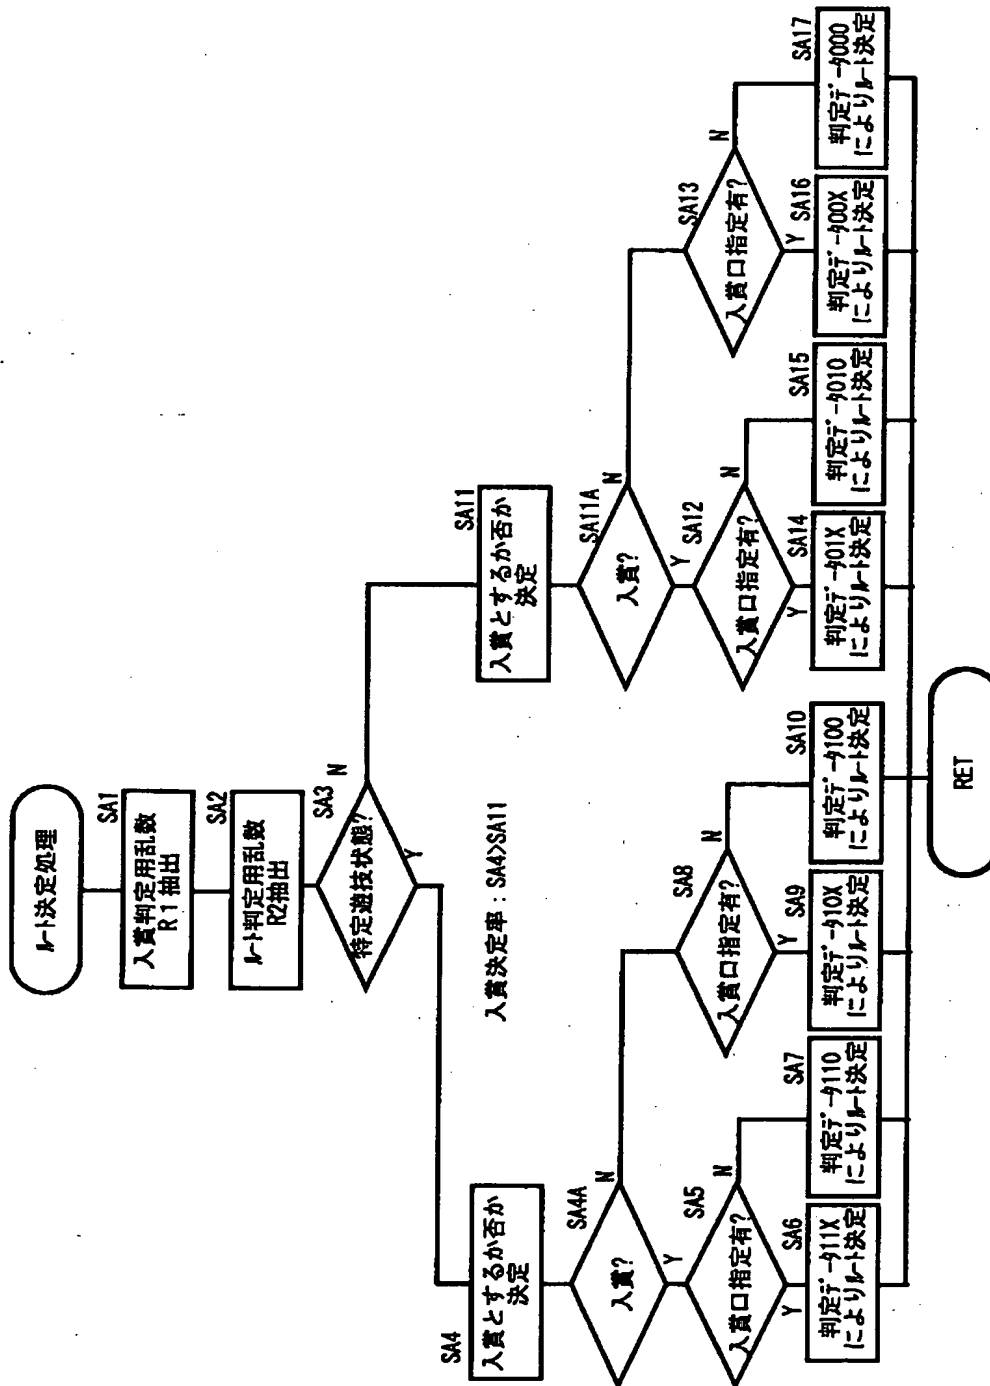 ルート決定処理
SA1
入賞判定用乱数
R1抽出
SA2
ルート判定用乱数
R2抽出
SA3
特定遊技状態?
Y
N
SA4
入賞とするか否か
決定
入賞決定率:SA4>SA11
SA11
入賞とするか否か
決定
SA4A
入賞?
Y
N
SA11A
入賞?
Y
N
SA5
入賞口指定有?
Y
N
SA8
入賞口指定有?
Y
N
SA12
入賞口指定有?
Y
N
SA13
入賞口指定有?
Y
N
SA6
判定データ11X
によりルート決定
SA7
判定データ110
によりルート決定
SA9
判定データ10X
によりルート決定
SA10
判定データ100
によりルート決定
SA14
判定データ01X
によりルート決定
SA15
判定データ010
によりルート決定
SA16
判定データ00X
によりルート決定
SA17
判定データ000
によりルート決定
RET